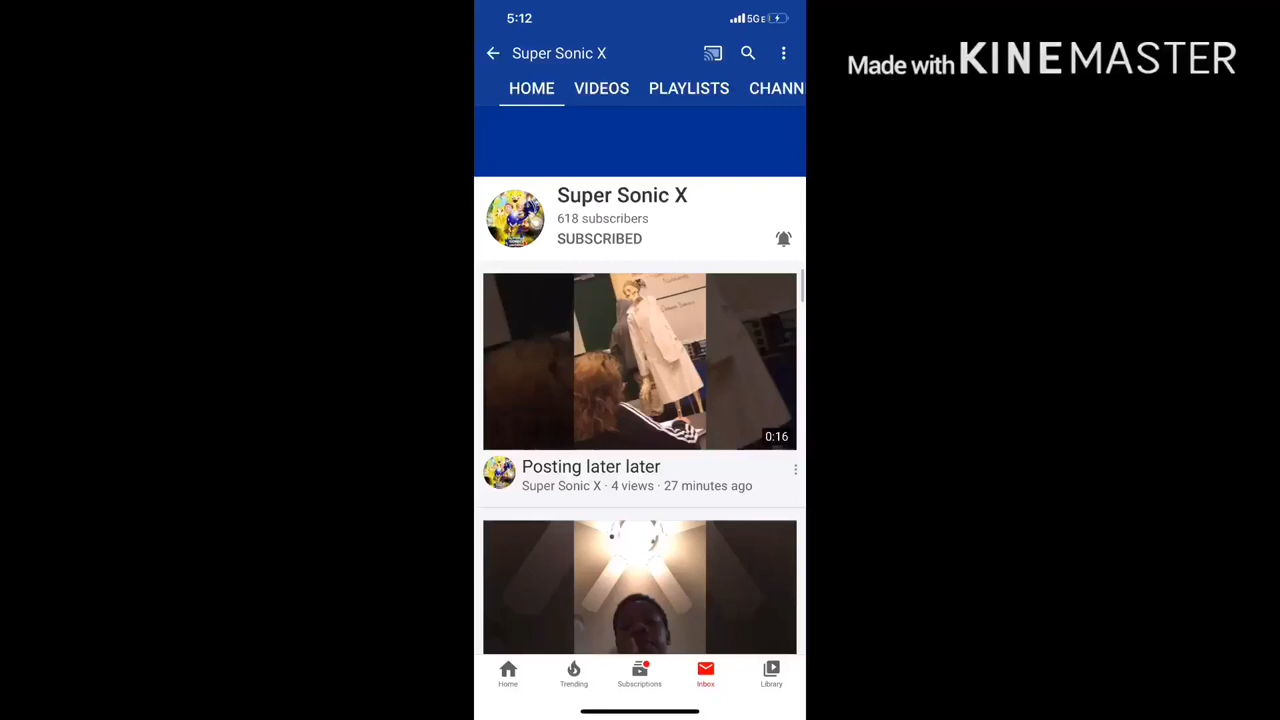 5:12
5GE
Super Sonic X
HOME VIDEOS PLAYLISTS CHANN
Made with KINEMASTER
Super Sonic X
618 subscribers
SUBSCRIBED
0:16
Posting later later
Super Sonic X · 4 views · 27 minutes ago
Home Trending Subscriptions Inbox Library